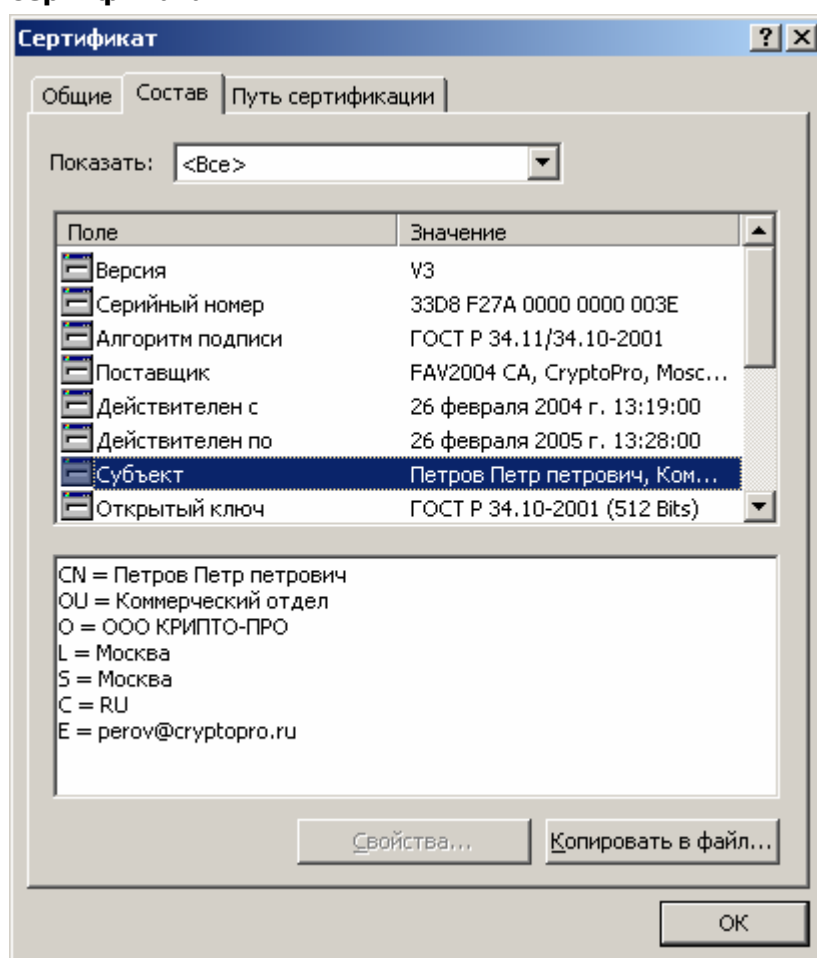 Сертификат
Общие Состав Путь сертификации
Показать: <Все>
Поле Значение
Версия V3
Серийный номер 33D8 F27A 0000 0000 003E
Алгоритм подписи ГОСТ Р 34.11/34.10-2001
Поставщик FAV2004 CA, CryptoPro, Mosc...
Действителен с 26 февраля 2004 г. 13:19:00
Действителен по 26 февраля 2005 г. 13:28:00
Субъект Петров Петр петрович, Ком...
Открытый ключ ГОСТ Р 34.10-2001 (512 Bits)
CN = Петров Петр петрович
OU = Коммерческий отдел
O = ООО КРИПТО-ПРО
L = Москва
S = Москва
C = RU
E = perov@cryptopro.ru
Свойства... Копировать в файл...
ОК